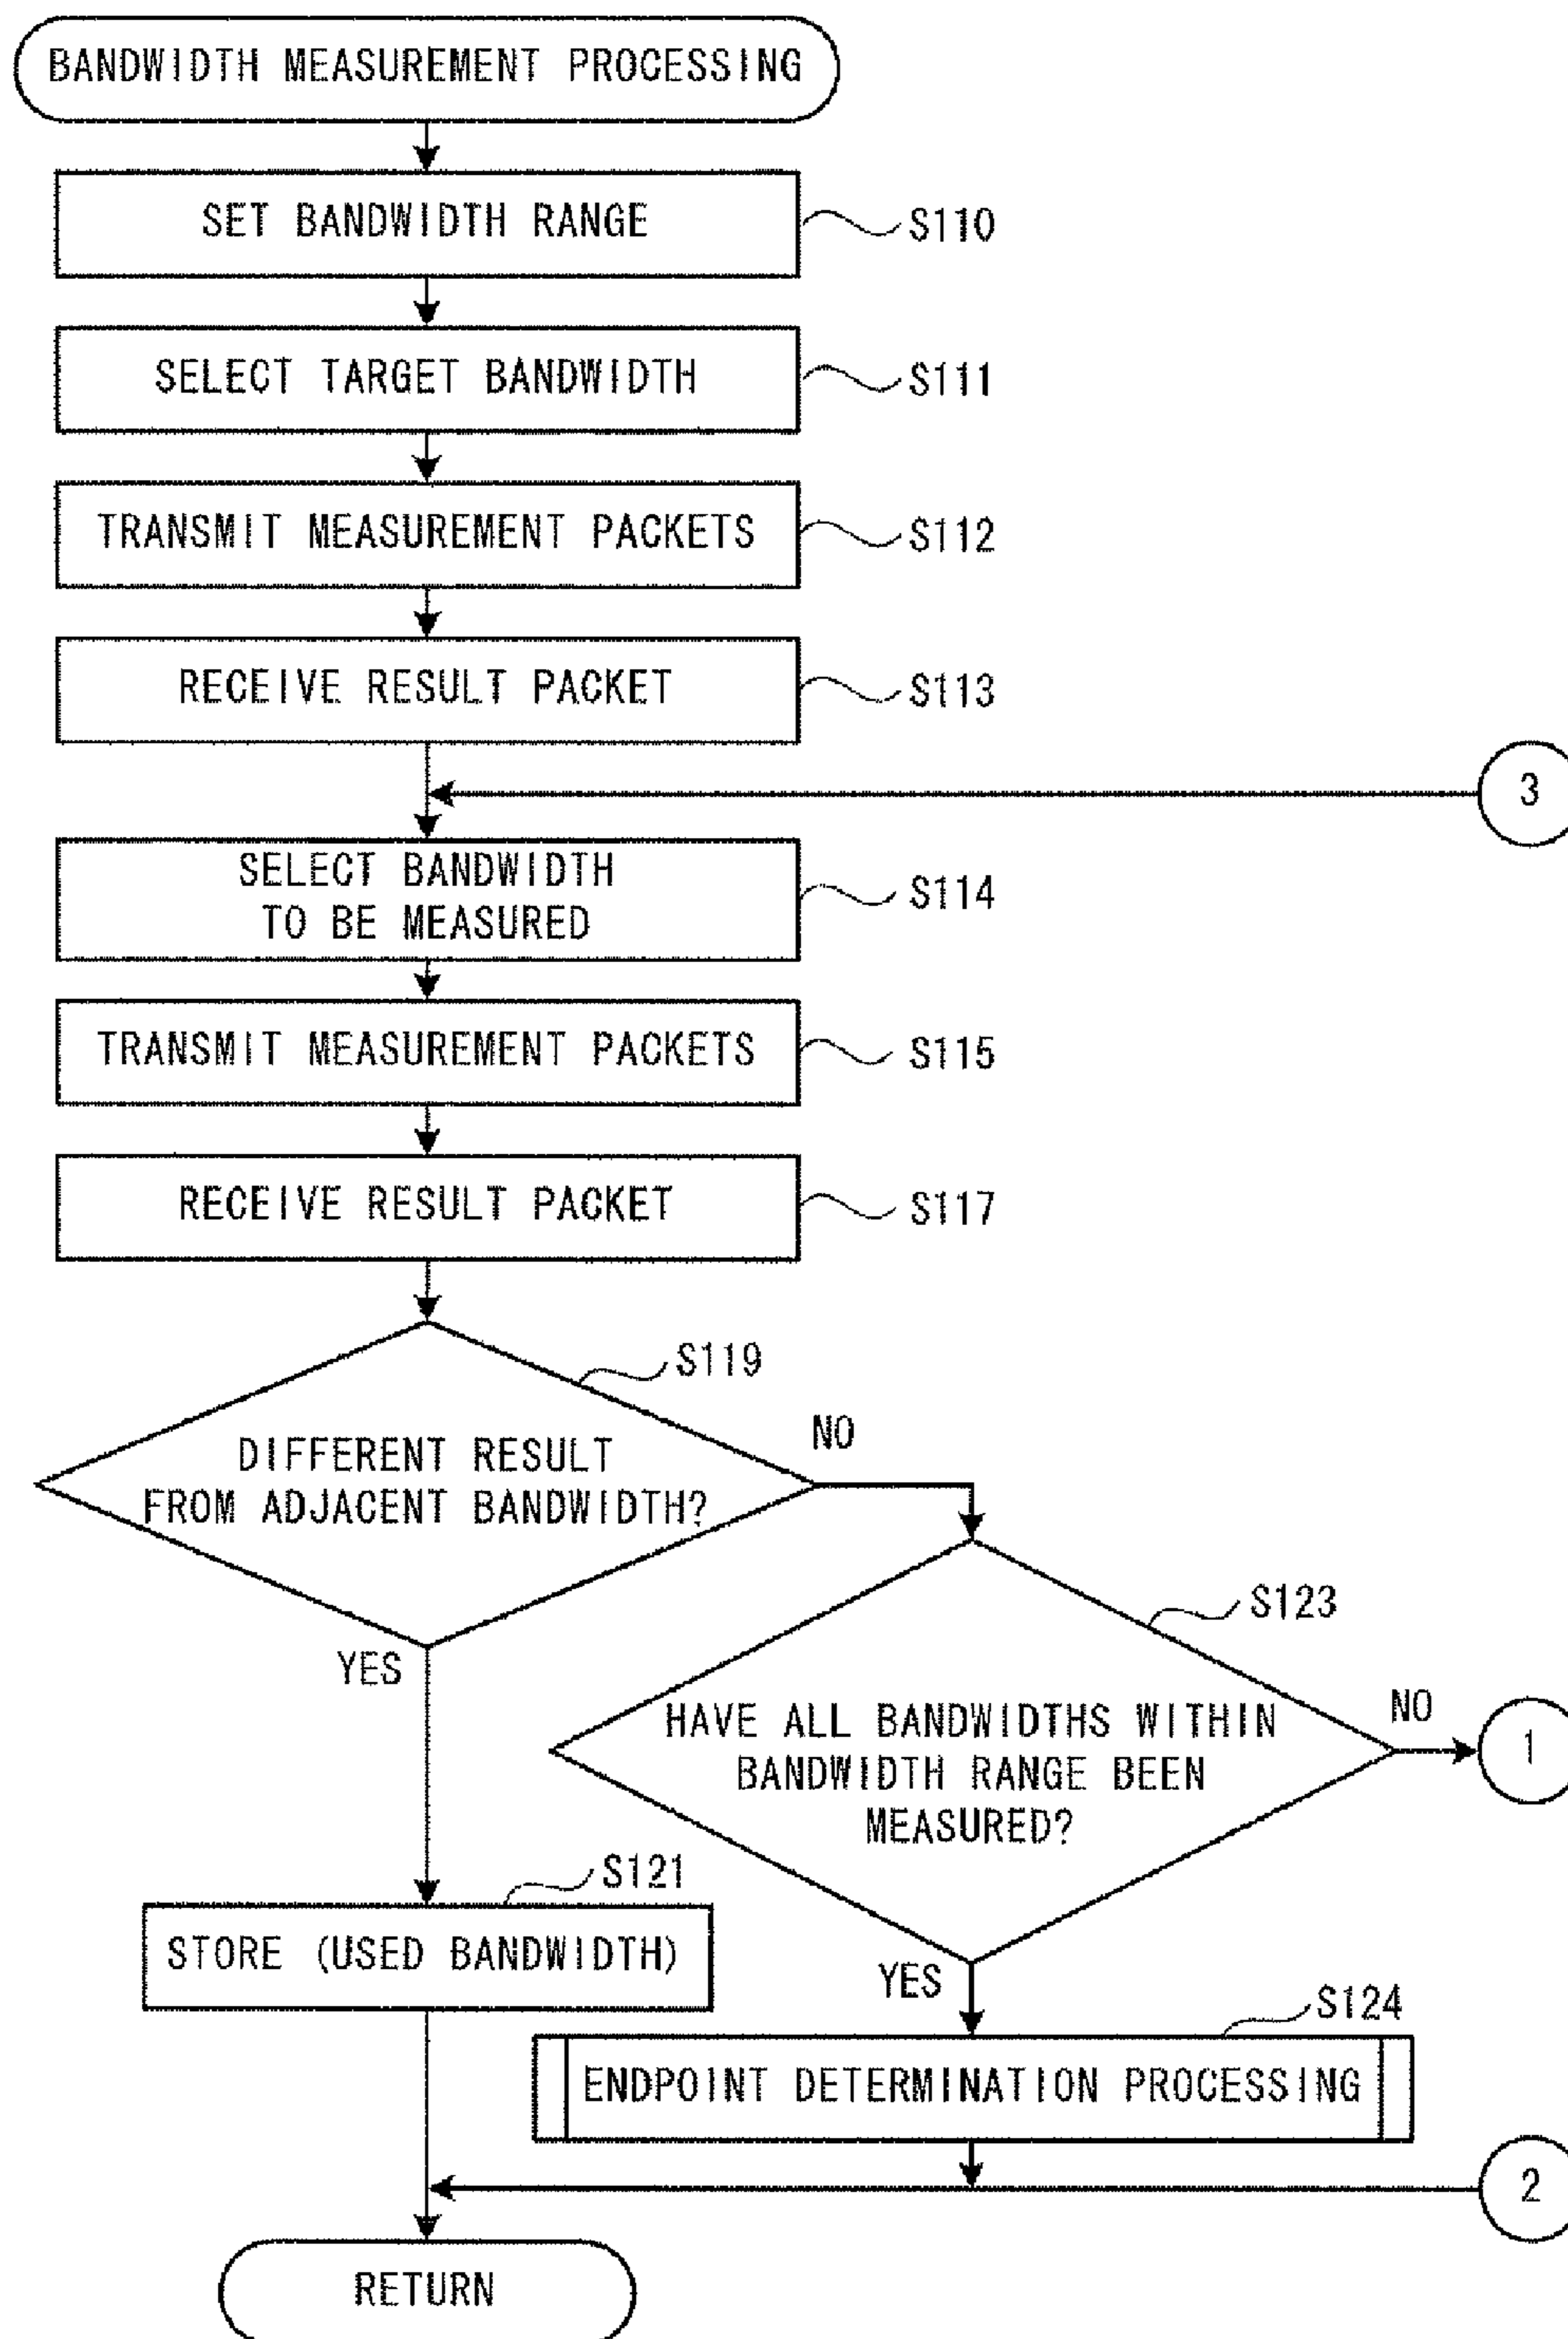 BANDWIDTH MEASUREMENT PROCESSING
SET BANDWIDTH RANGE
S110
SELECT TARGET BANDWIDTH
S111
TRANSMIT MEASUREMENT PACKETS
S112
RECEIVE RESULT PACKET
S113
3
SELECT BANDWIDTH
TO BE MEASURED
S114
TRANSMIT MEASUREMENT PACKETS
S115
RECEIVE RESULT PACKET
S117
S119
DIFFERENT RESULT
FROM ADJACENT BANDWIDTH?
NO
YES
S123
HAVE ALL BANDWIDTHS WITHIN
BANDWIDTH RANGE BEEN
MEASURED?
NO
1
S121
STORE (USED BANDWIDTH)
YES
S124
ENDPOINT DETERMINATION PROCESSING
2
RETURN